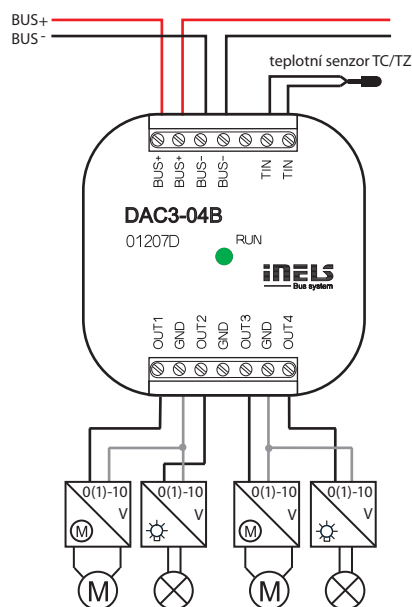 BUS+
BUS-
teplotní senzor TC/TZ
BUS+ BUS+ BUS- BUS- TIN TIN
DAC3-04B
01207D RUN
iNELS
Bus system
OUT1 GND OUT2 GND OUT3 GND OUT4
0(1)-10 0(1)-10 0(1)-10 0(1)-10
V V V V
M M
M M